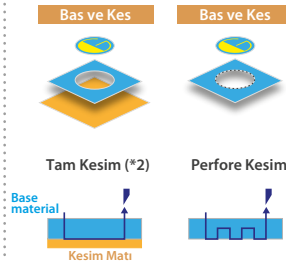 Bas ve Kes
Bas ve Kes
Tam Kesim (*2)
Perfore Kesim
Base
material
Kesim Matı